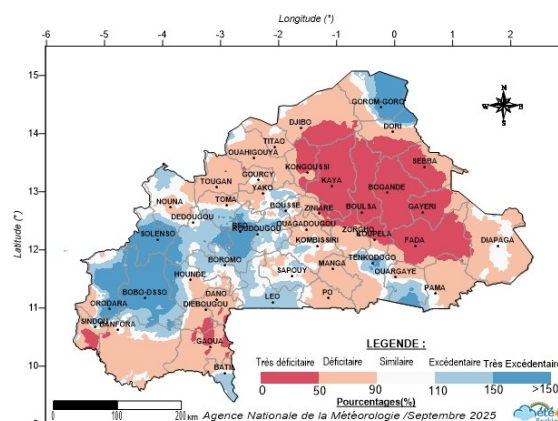 Longitude (°)
-6 -5 -4 -3 -2 -1 0 1 2
Latitude (°)
15
14
13
12
11
10
N
W E
S
GOROM-GORO
DORI
DJIBO
TITAO
OUAHIGOUYA
KONGOUSSI
SEBBA
GOURCY
KAYA
TOUGAN
YAKO
BOGANDE
NOUNA
TOMA
BOUSSE
ZINIARE
BOULSA
GAYERI
DEDOUGOU
OUAGADOUGOU
ZORGHO
SOLENSO
KOMBISSIRI
FADA
DIAPAGA
TENKODOGO
BOROMO
MANGA
OUARGAYE
HOUNDE
SAPOUY
PAMA
BOBO-DSSO
DANO
LEO
PO
ORODARA
DIEBOUGOU
SINDOU
BANFORA
GAOUA
BATIE
LEGENDE :
Très déficitaire Déficitaire Similaire Excédentaire Très Excédentaire
0 50 90 110 150 >150
Pourcentages(%)
0 100 200
km
Agence Nationale de la Météorologie /Septembre 2025